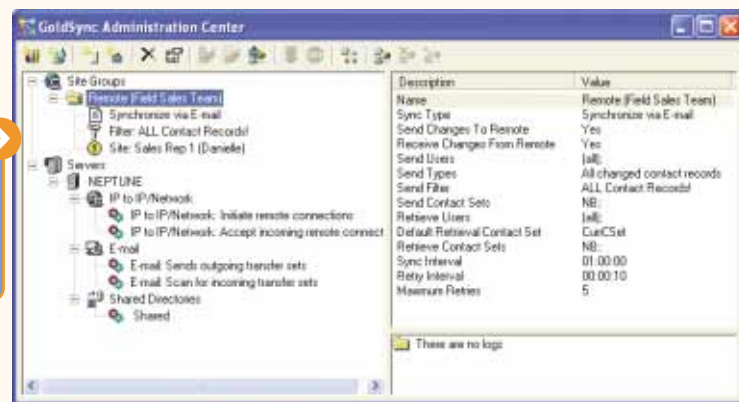 GoldSync Administration Center
Site Groups
Remote (Field Sales Team)
Synchronize via E-mail
Filter: ALL Contact Records!
Site: Sales Rep 1 (Danielle)
Servers
NEPTUNE
IP to IP/Network
IP to IP/Network: Initiate remote connections
IP to IP/Network: Accept incoming remote connect
E-mail
E-mail: Sends outgoing transfer sets
E-mail: Scan for incoming transfer sets
Shared Directories
Shared
Description Value
Name Remote (Field Sales Team)
Sync Type Synchronize via E-mail
Send Changes To Remote Yes
Receive Changes From Remote Yes
Send Users (all);
Send Types All changed contact records
Send Filter ALL Contact Records!
Send Contact Sets NB:;
Retrieve Users (all);
Default Retrieval Contact Set CurCSet
Retrieve Contact Sets NB:;
Sync Interval 01:00:00
Retry Interval 00:00:10
Maximum Retries 5
There are no logs